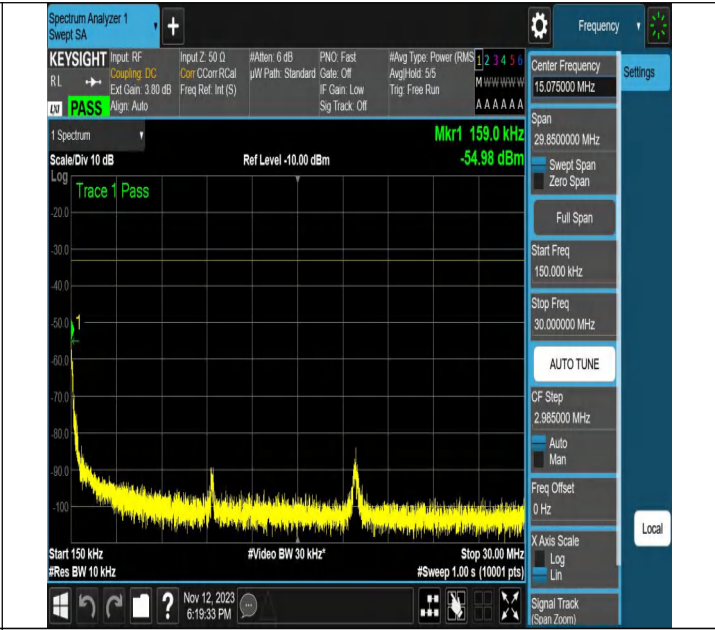 Spectrum Analyzer 1
Swept SA
+
Frequency
KEYSIGHT
RL
LXI
PASS
Input: RF
Coupling: DC
Ext Gain: 3.80 dB
Align: Auto
Input Z: 50 Ω
Corr CCorr RCal
Freq Ref: Int (S)
#Atten: 6 dB
µW Path: Standard
PNO: Fast
Gate: Off
IF Gain: Low
Sig Track: Off
#Avg Type: Power (RMS
Avg|Hold: 5/5
Trig: Free Run
1 2 3 4 5 6
M W W W W W
A A A A A A
1 Spectrum
Scale/Div 10 dB
Ref Level -10.00 dBm
Mkr1 159.0 kHz
-54.98 dBm
Log
Trace 1 Pass
-20.0
-30.0
-40.0
-50.0
1
-60.0
-70.0
-80.0
-90.0
-100
Start 150 kHz
#Video BW 30 kHz*
Stop 30.00 MHz
#Res BW 10 kHz
#Sweep 1.00 s (10001 pts)
?
Nov 12, 2023
6:19:33 PM
Center Frequency
15.075000 MHz
Settings
Span
29.8500000 MHz
Swept Span
Zero Span
Full Span
Start Freq
150.000 kHz
Stop Freq
30.000000 MHz
AUTO TUNE
CF Step
2.985000 MHz
Auto
Man
Freq Offset
0 Hz
Local
X Axis Scale
Log
Lin
Signal Track
(Span Zoom)